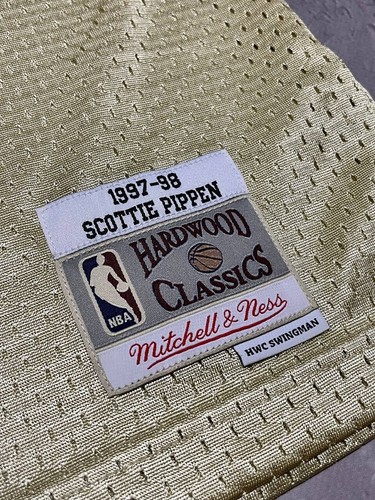 1997-98
SCOTTIE PIPPEN
HARDWOOD
CLASSICS
NBA
Mitchell & Ness
HWC SWINGMAN